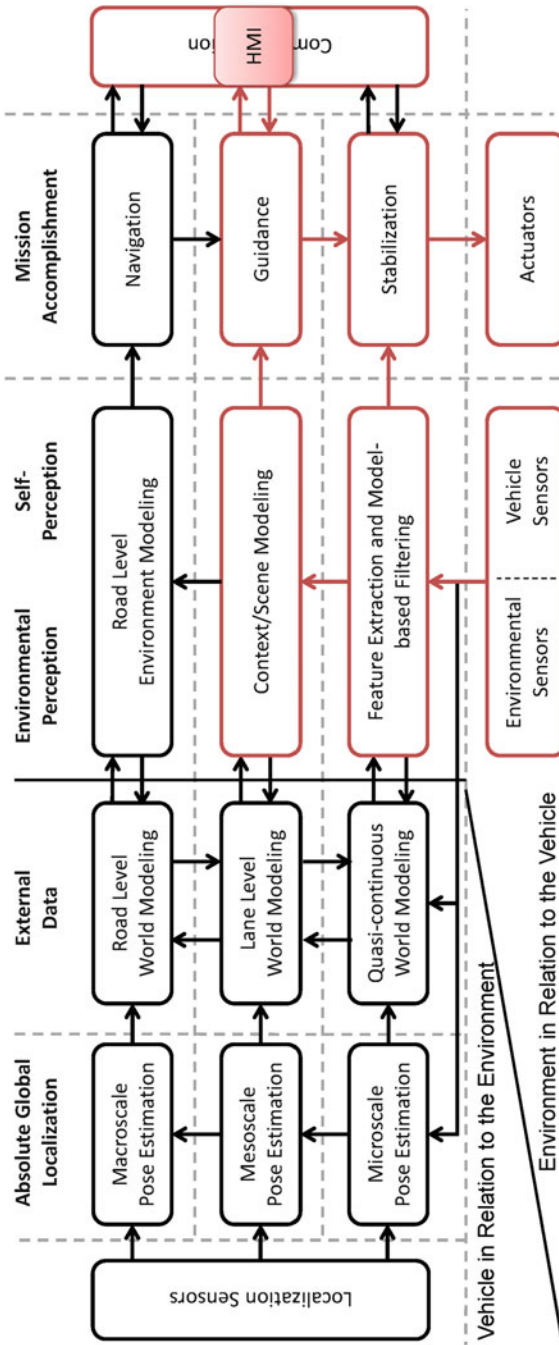 Absolute Global
Localization
External
Data
Environmental
Perception
Self-
Perception
Mission
Accomplishment
Localization Sensors
Macroscale
Pose Estimation
Road Level
World Modeling
Road Level
Environment Modeling
Navigation
Mesoscale
Pose Estimation
Lane Level
World Modeling
Context/Scene Modeling
Guidance
HMI
Microscale
Pose Estimation
Quasi-continuous
World Modeling
Feature Extraction and Model-
based Filtering
Stabilization
Vehicle in Relation to the Environment
Environment in Relation to the Vehicle
Environmental
Sensors
Vehicle
Sensors
Actuators